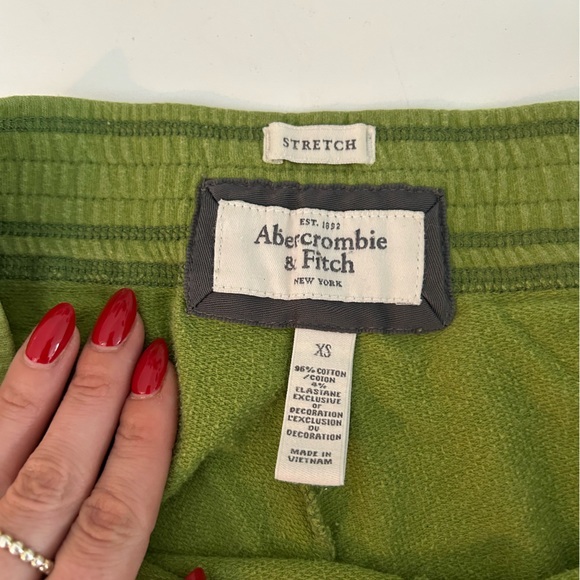 STRETCH
EST. 1892
Abercrombie
& Fitch
NEW YORK
XS
96% COTTON
/COTON
4%
ELASTANE
EXCLUSIVE
OF
DECORATION
L'EXCLUSION
DU
DECORATION
MADE IN
VIETNAM